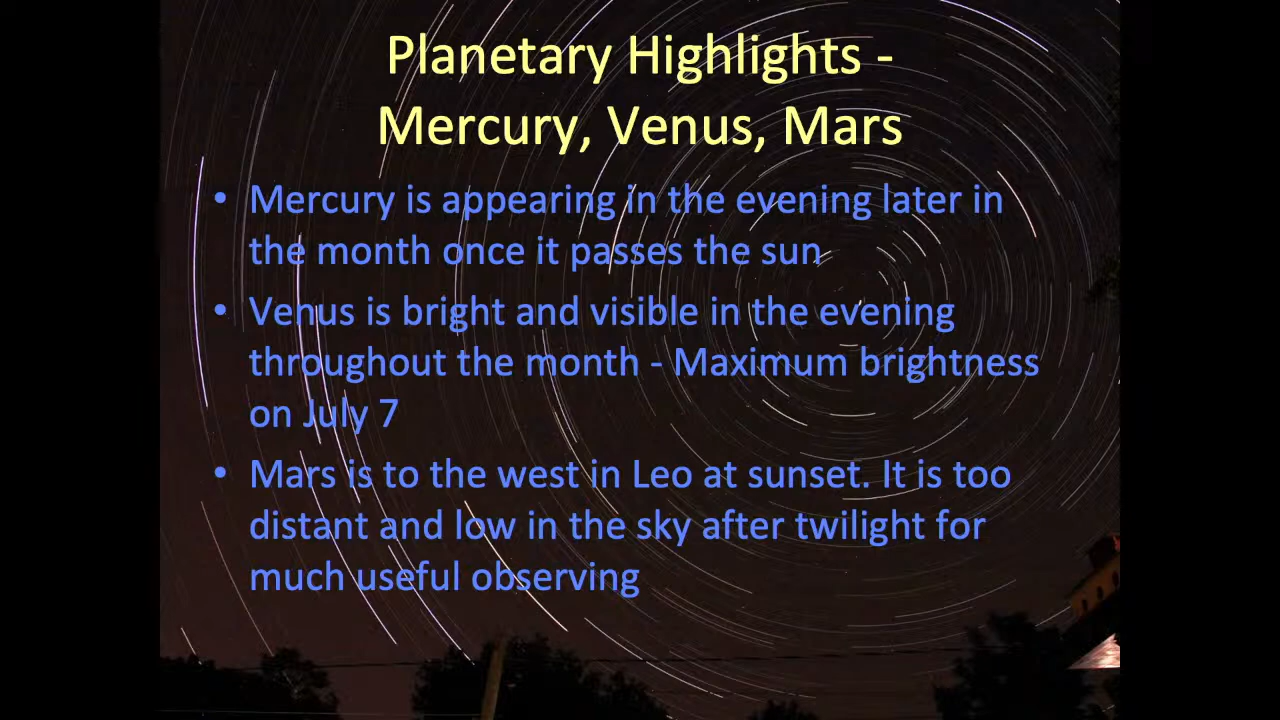 Planetary Highlights -
Mercury, Venus, Mars
• Mercury is appearing in the evening later in
the month once it passes the sun
• Venus is bright and visible in the evening
throughout the month - Maximum brightness
on July 7
• Mars is to the west in Leo at sunset. It is too
distant and low in the sky after twilight for
much useful observing